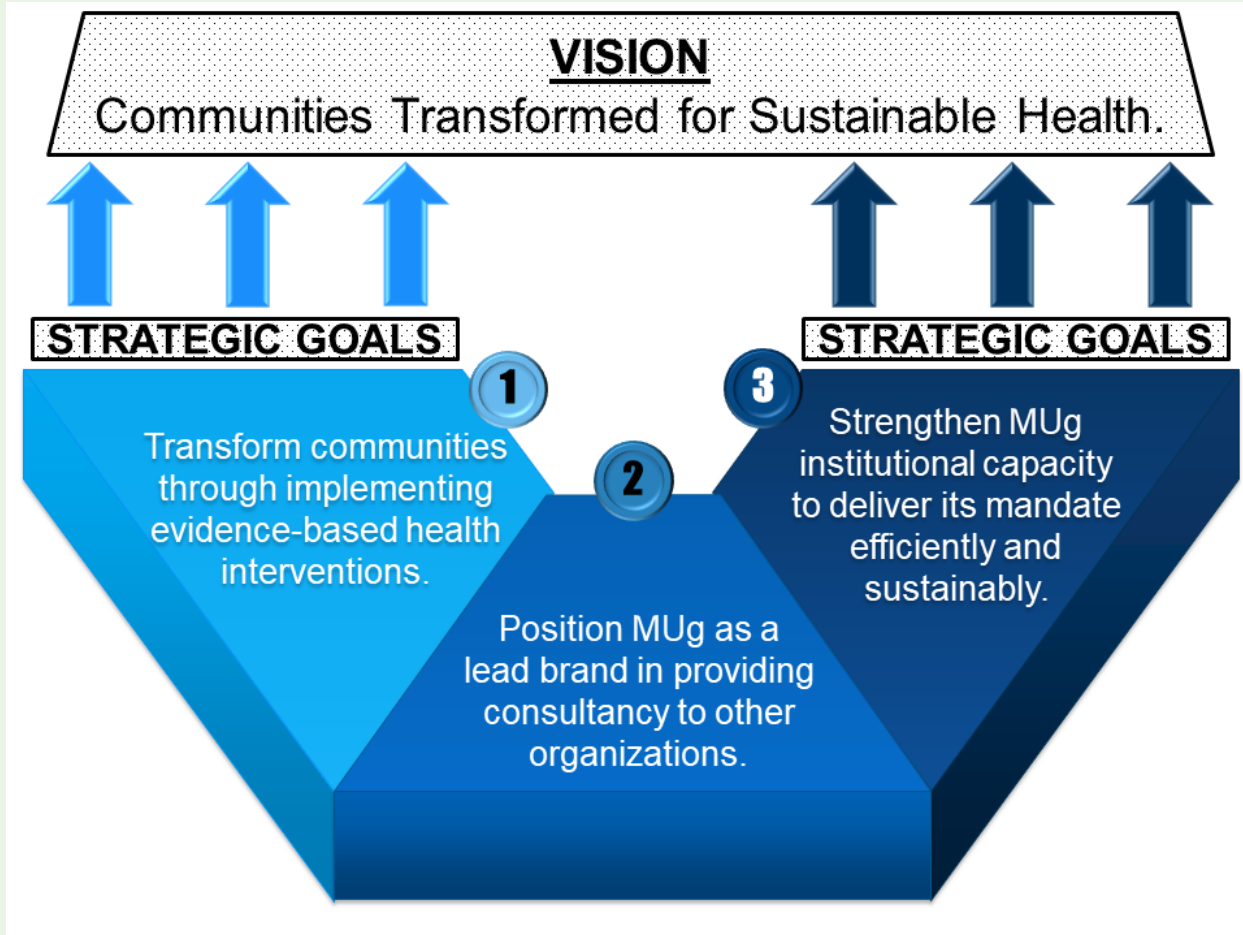 VISION
Communities Transformed for Sustainable Health.
STRATEGIC GOALS
STRATEGIC GOALS
1
Transform communities
through implementing
evidence-based health
interventions.
2
Position MUg as a
lead brand in providing
consultancy to other
organizations.
3
Strengthen MUg
institutional capacity
to deliver its mandate
efficiently and
sustainably.